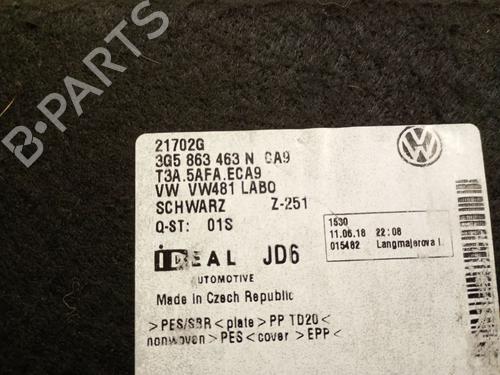 B-PARTS
21702G
3G5 863 463 N CA9
T3A.5AFA.ECA9
VW VW481 LABO
SCHWARZ Z-251
Q-ST: 01S
1530
11.06.18 22:08
015482 Langmajerova I.
IDEAL JD6
AUTOMOTIVE
Made in Czech Republic
>PES/SBR<plate>PP TD20<
nonwoven>PES<cover>EPP<